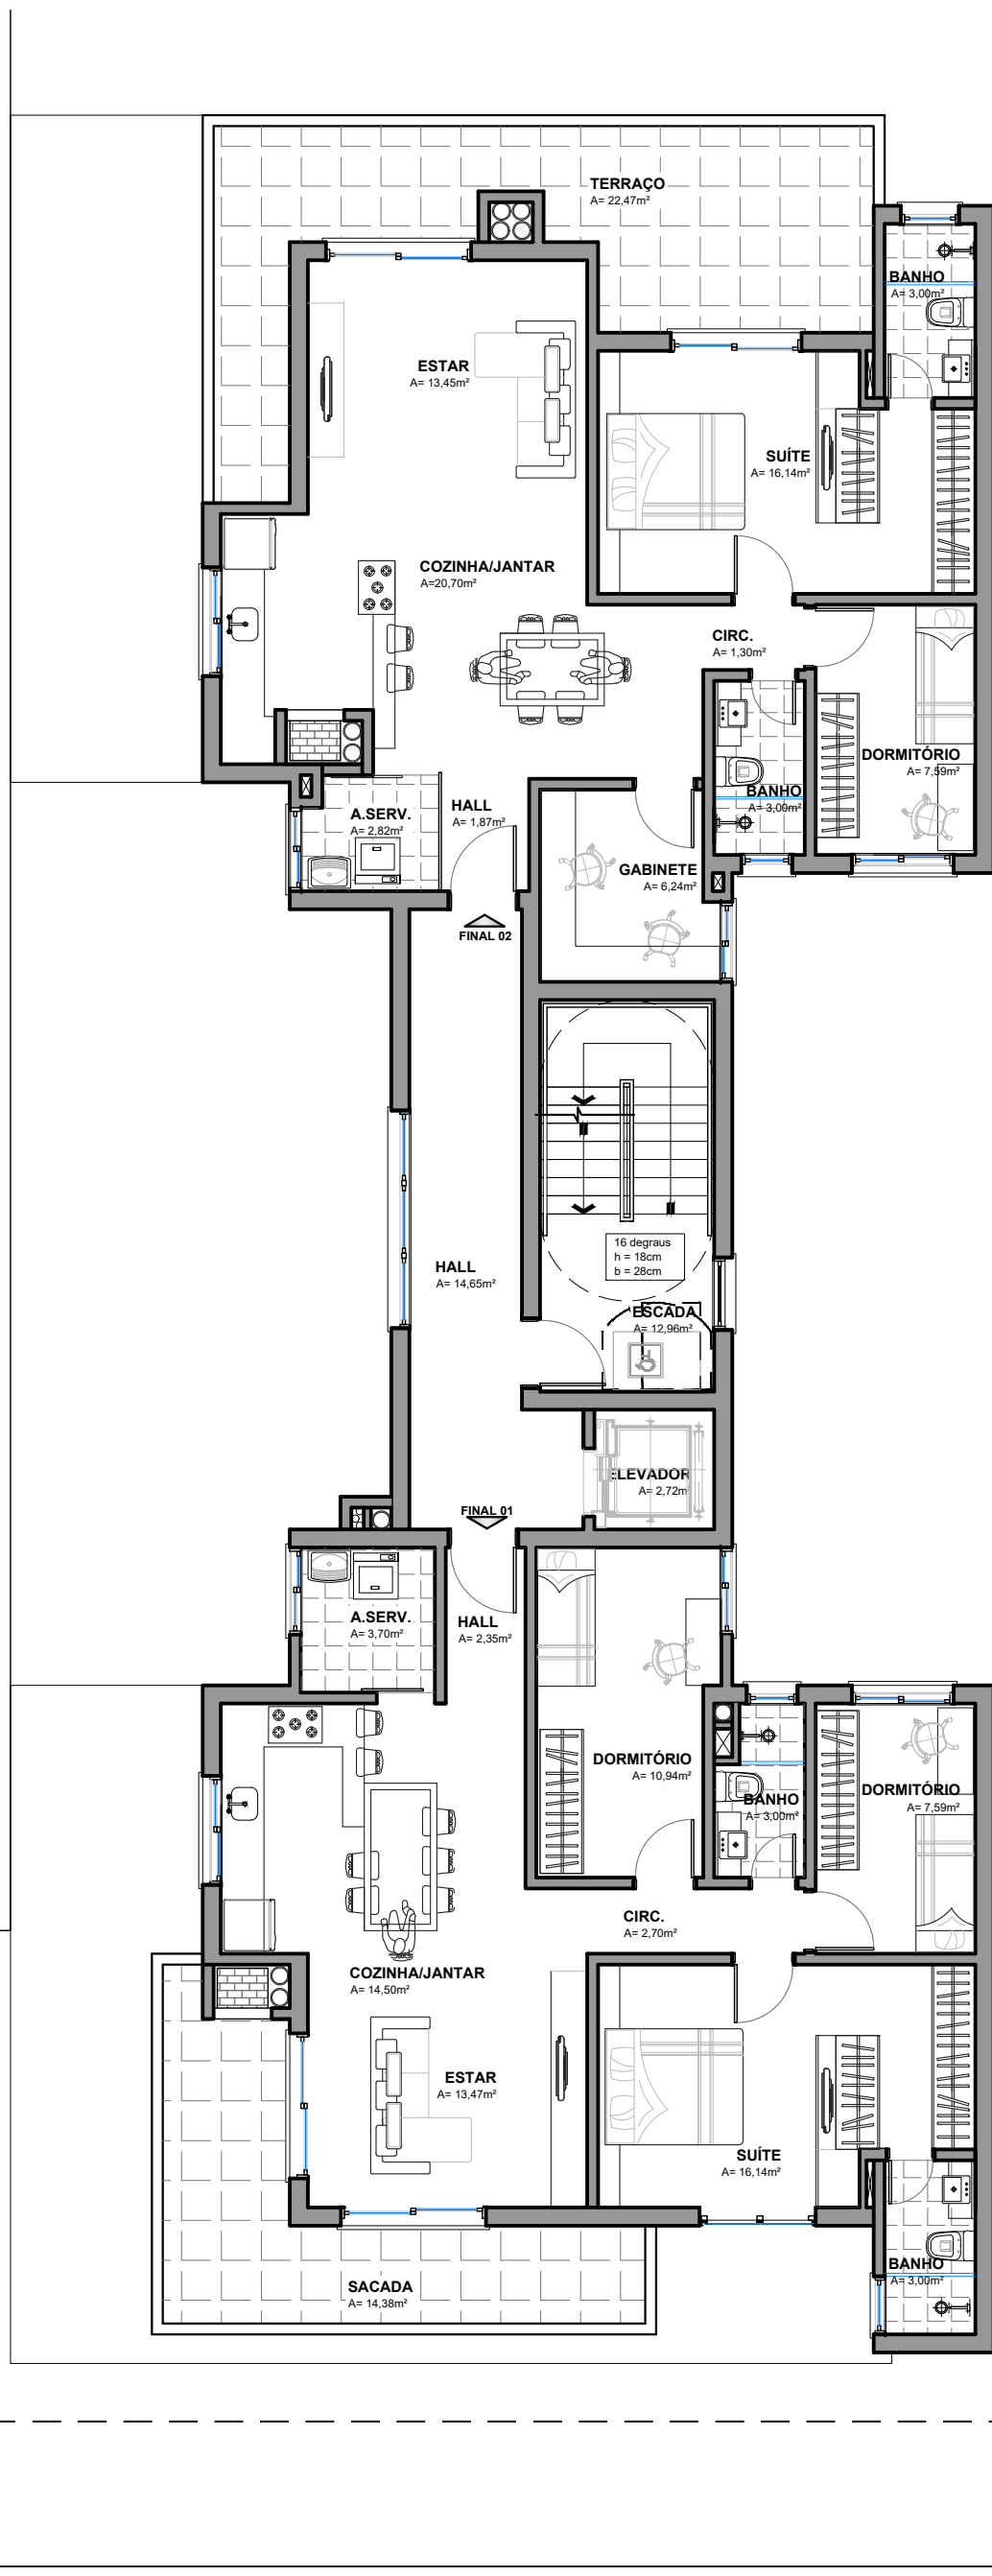 TERRAÇO
A= 22,47m²
BANHO
A= 3,00m²
ESTAR
A= 13,45m²
SUÍTE
A= 16,14m²
COZINHA/JANTAR
A=20,70m²
CIRC.
A= 1,30m²
DORMITÓRIO
A= 7,59m²
BANHO
A= 3,00m²
HALL
A= 1,87m²
A.SERV.
A= 2,82m²
GABINETE
A= 6,24m²
FINAL 02
16 degraus
h = 18cm
b = 28cm
HALL
A= 14,65m²
ESCADA
A= 12,96m²
ELEVADOR
A= 2,72m²
FINAL 01
A.SERV.
A= 3,70m²
HALL
A= 2,35m²
DORMITÓRIO
A= 10,94m²
BANHO
A= 3,00m²
DORMITÓRIO
A= 7,59m²
CIRC.
A= 2,70m²
COZINHA/JANTAR
A= 14,50m²
ESTAR
A= 13,47m²
SUÍTE
A= 16,14m²
BANHO
A= 3,00m²
SACADA
A= 14,38m²